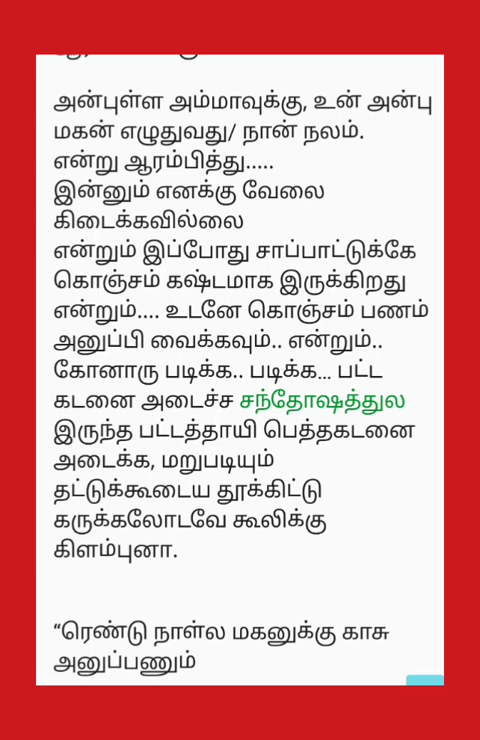 அன்புள்ள அம்மாவுக்கு, உன் அன்பு
மகன் எழுதுவது/ நான் நலம்.
என்று ஆரம்பித்து.....
இன்னும் எனக்கு வேலை
கிடைக்கவில்லை
என்றும் இப்போது சாப்பாட்டுக்கே
கொஞ்சம் கஷ்டமாக இருக்கிறது
என்றும்.... உடனே கொஞ்சம் பணம்
அனுப்பி வைக்கவும்.. என்றும்..
கோனாரு படிக்க.. படிக்க... பட்ட
கடனை அடைச்ச சந்தோஷத்துல
இருந்த பட்டத்தாயி பெத்தகடனை
அடைக்க, மறுபடியும்
தட்டுக்கூடைய தூக்கிட்டு
கருக்கலோடவே கூலிக்கு
கிளம்புனா.
“ரெண்டு நாள்ல மகனுக்கு காசு
அனுப்பணும்